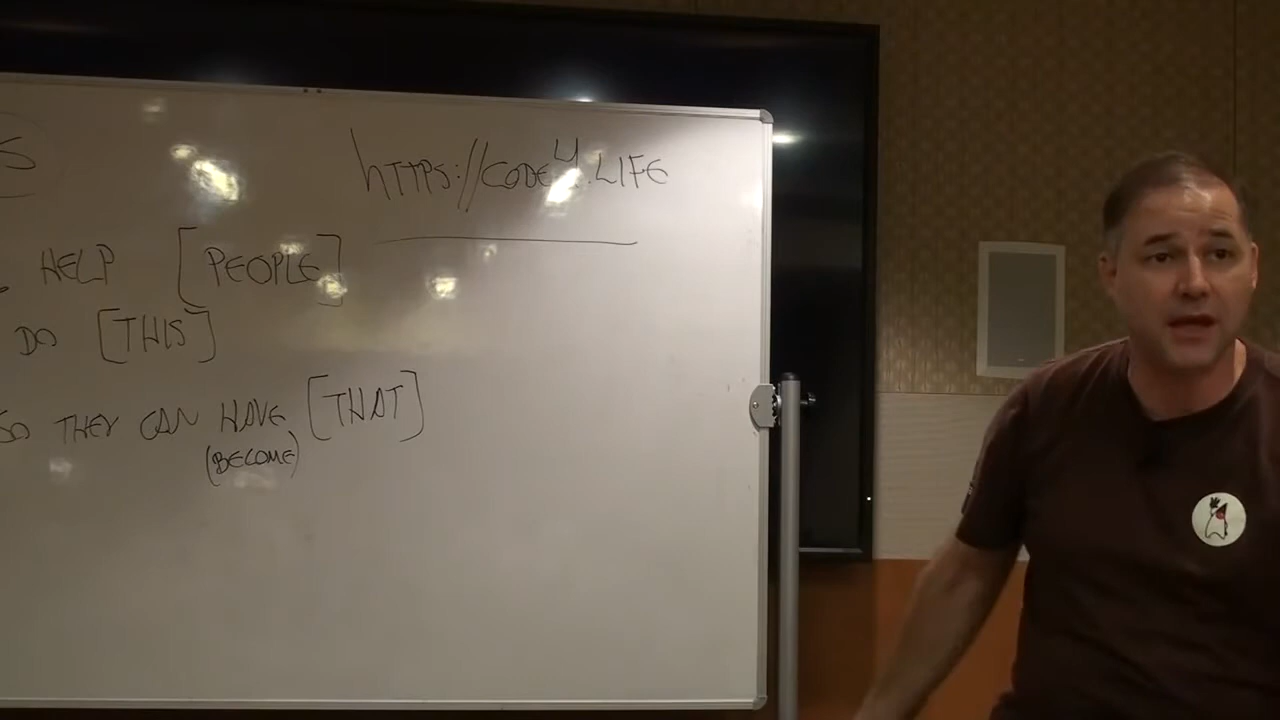 https://CODE4.LIFE
HELP [PEOPLE]
DO [THIS]
SO THEY CAN HAVE [THAT]
(BECOME)